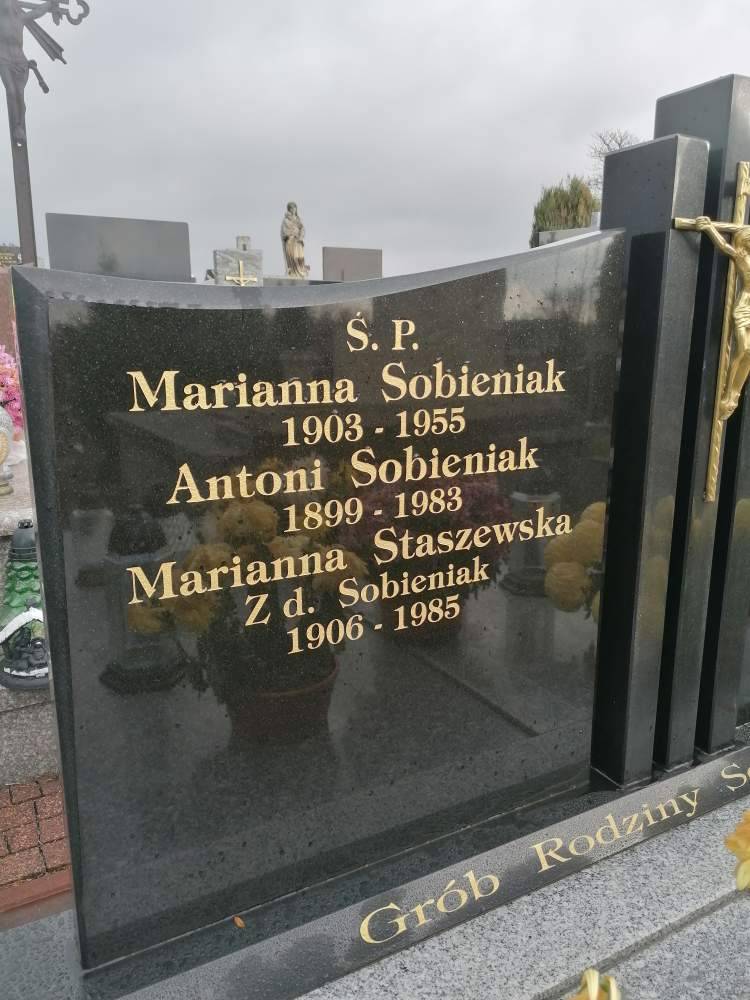 Ś. P.
Marianna Sobieniak
1903 - 1955
Antoni Sobieniak
1899 - 1983
Marianna Staszewska
Z d. Sobieniak
1906 - 1985
Grób Rodziny